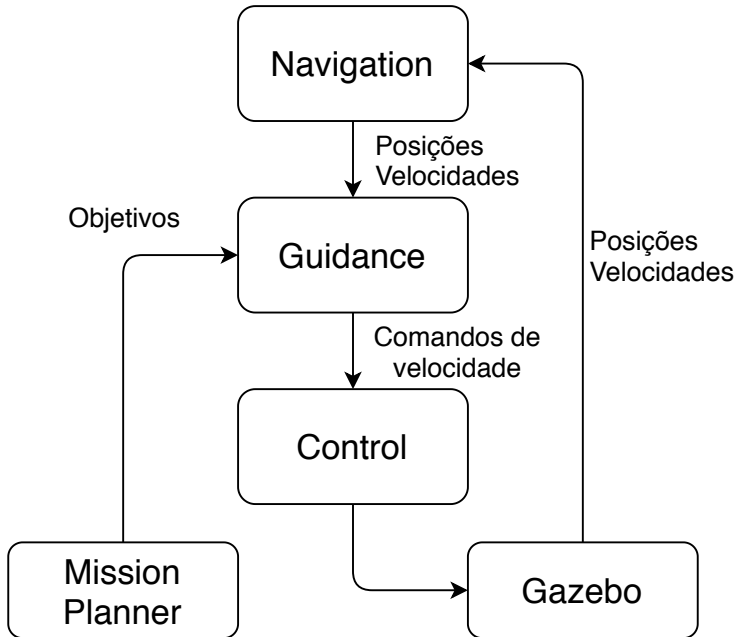 Navigation
Posições
Velocidades
Objetivos
Guidance
Posições
Velocidades
Comandos de
velocidade
Control
Mission
Planner
Gazebo